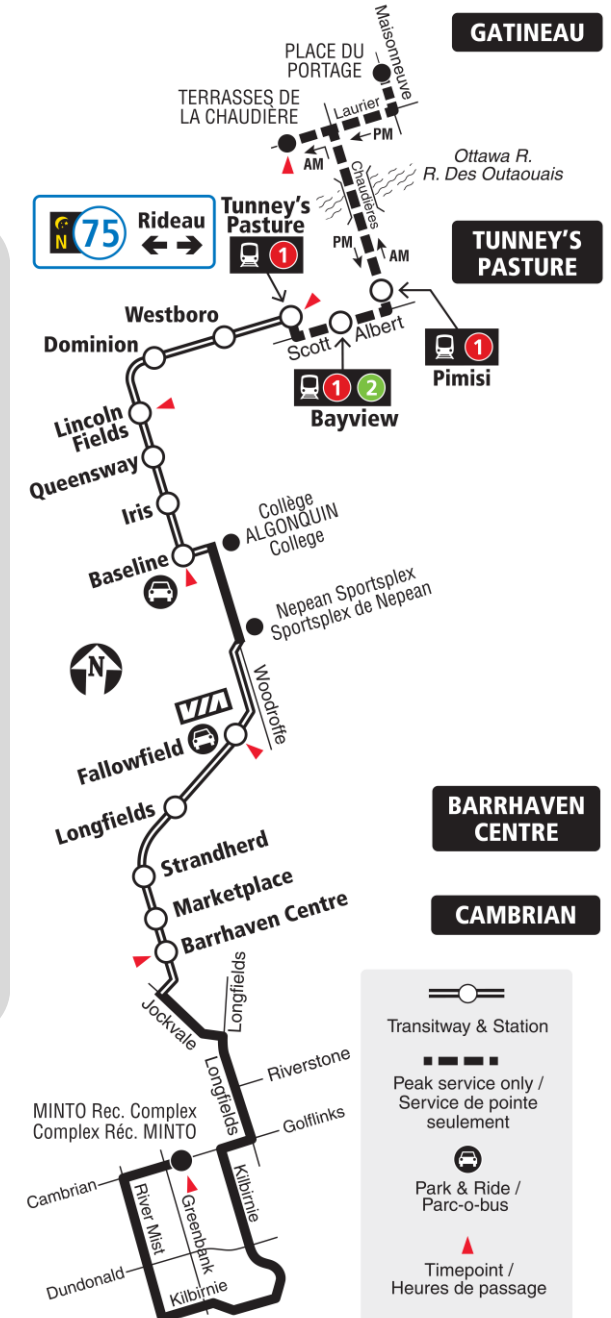 GATINEAU
Maisonneuve
PLACE DU
PORTAGE
TERRASSES DE
LA CHAUDIÈRE
Laurier
PM
AM
Ottawa R.
R. Des Outaouais
Chaudières
N
75
Rideau
Tunney's
Pasture
1
PM
AM
TUNNEY'S
PASTURE
Westboro
Dominion
Scott
Albert
1
Pimisi
1 2
Bayview
Lincoln
Fields
Queensway
Iris
Baseline
Collège
ALGONQUIN
College
Nepean Sportsplex
Sportsplex de Nepean
N
Woodroffe
VIA
Fallowfield
Longfields
BARRHAVEN
CENTRE
Strandherd
Marketplace
Barrhaven Centre
CAMBRIAN
Jockvale
Longfields
Longfields
Riverstone
Golflinks
MINTO Rec. Complex
Complex Réc. MINTO
Cambrian
River Mist
Greenbank
Kilbirnie
Dundonald
Kilbirnie
Transitway & Station
Peak service only /
Service de pointe
seulement
Park & Ride /
Parc-o-bus
Timepoint /
Heures de passage